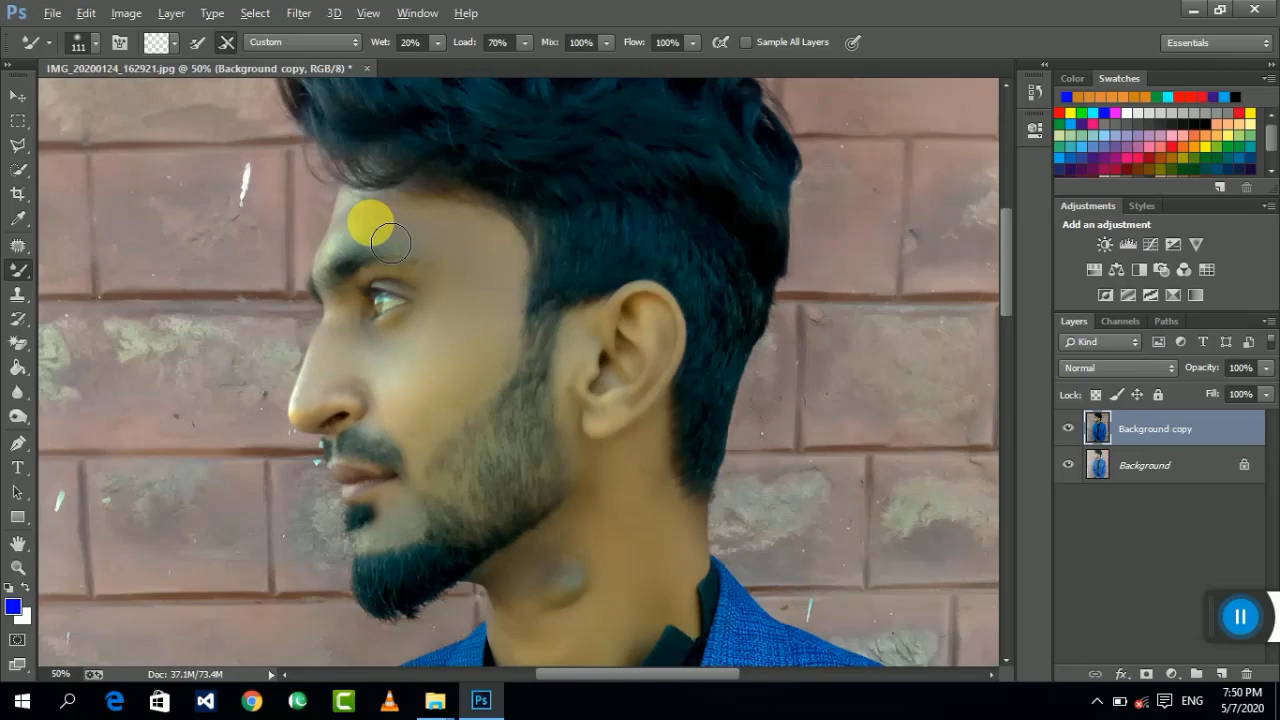 Ps File Edit Image Layer Type Select Filter 3D View Window Help
111 Custom Wet: 20% Load: 70% Mix: 100% Flow: 100% Sample All Layers Essentials
IMG_20200124_162921.jpg @ 50% (Background copy, RGB/8) *
Color Swatches
Adjustments Styles
Add an adjustment
Layers Channels Paths
Kind
Normal Opacity: 100%
Lock: Fill: 100%
Background copy
Background
50% Doc: 37.1M/73.4M
Ps ENG 7:50 PM
5/7/2020